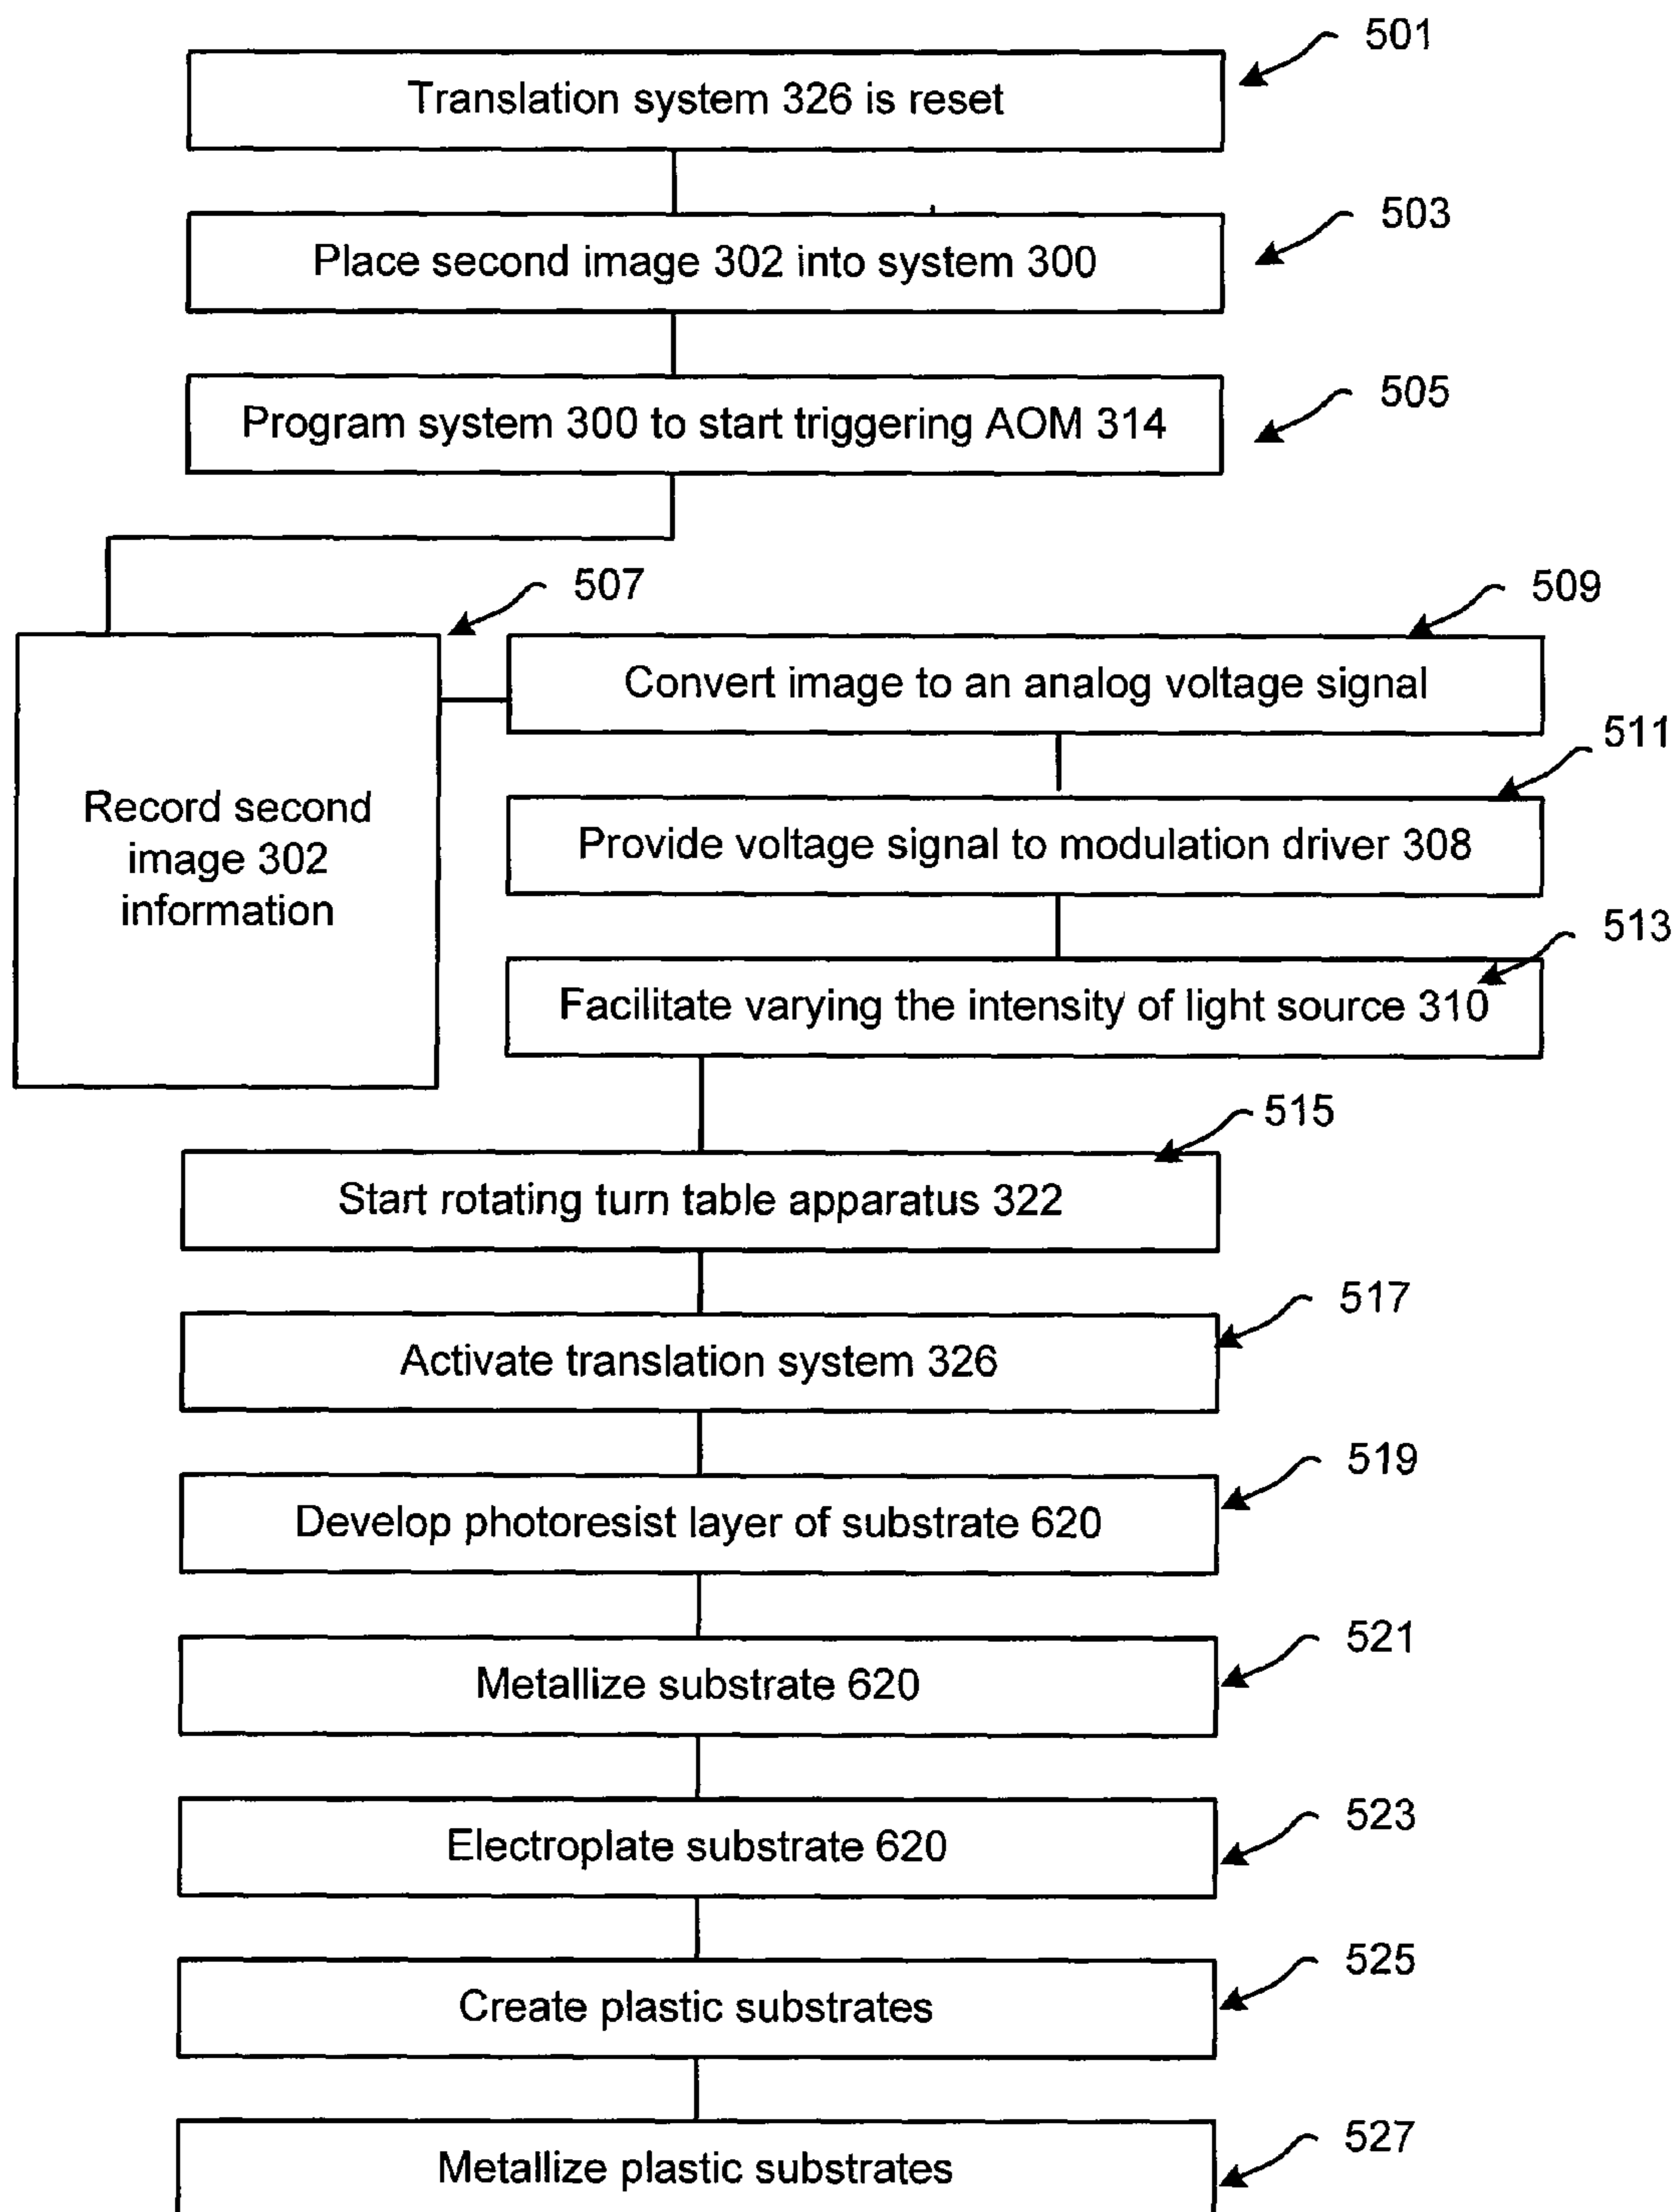 501
Translation system 326 is reset
503
Place second image 302 into system 300
505
Program system 300 to start triggering AOM 314
507
Record second
image 302
information
509
Convert image to an analog voltage signal
511
Provide voltage signal to modulation driver 308
513
Facilitate varying the intensity of light source 310
515
Start rotating turn table apparatus 322
517
Activate translation system 326
519
Develop photoresist layer of substrate 620
521
Metallize substrate 620
523
Electroplate substrate 620
525
Create plastic substrates
527
Metallize plastic substrates